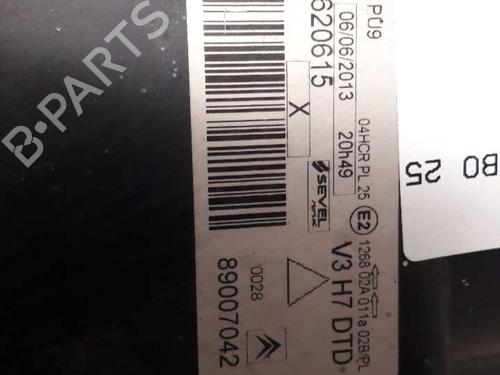 B-PARTS
PU9
06/06/2013
20h49
620615
X
04HCR PL 25
E2
1268 02A 011a 02B/PL
SEVEL
V3 H7 DTD
0028
89007042
BO
25